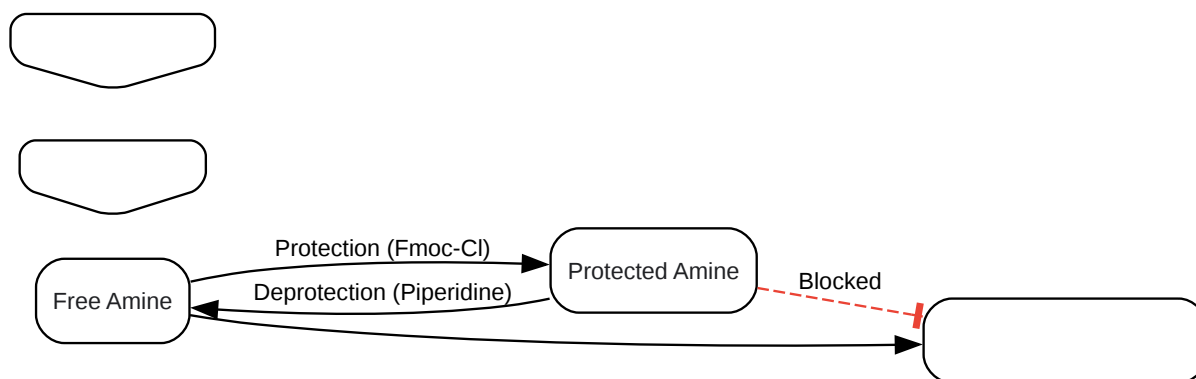 Protection (Fmoc-Cl)
Protected Amine
Blocked
Deprotection (Piperidine)
Free Amine